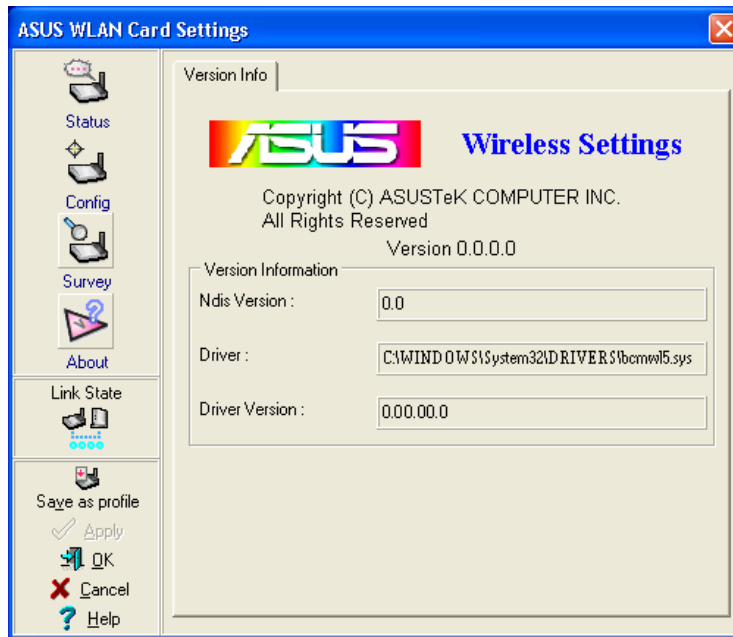 ASUS WLAN Card Settings
Status
Config
Survey
About
Link State
Save as profile
Apply
OK
Cancel
Help
Version Info
ASUS
Wireless Settings
Copyright (C) ASUSTeK COMPUTER INC.
All Rights Reserved
Version 0.0.0.0
Version Information
Ndis Version : 0.0
Driver : C:\WINDOWS\System32\DRIVERS\bcmwl5.sys
Driver Version : 0.00.00.0